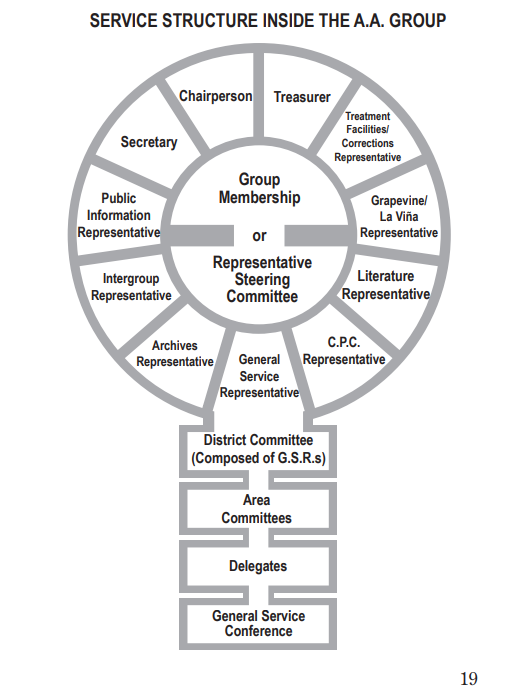 SERVICE STRUCTURE INSIDE THE A.A. GROUP
Chairperson
Treasurer
Secretary
Treatment
Facilities/
Corrections
Representative
Public
Information
Representative
Group
Membership
or
Representative
Steering
Committee
Grapevine/
La Viña
Representative
Intergroup
Representative
Literature
Representative
Archives
Representative
General
Service
Representative
C.P.C.
Representative
District Committee
(Composed of G.S.R.s)
Area
Committees
Delegates
General Service
Conference
19